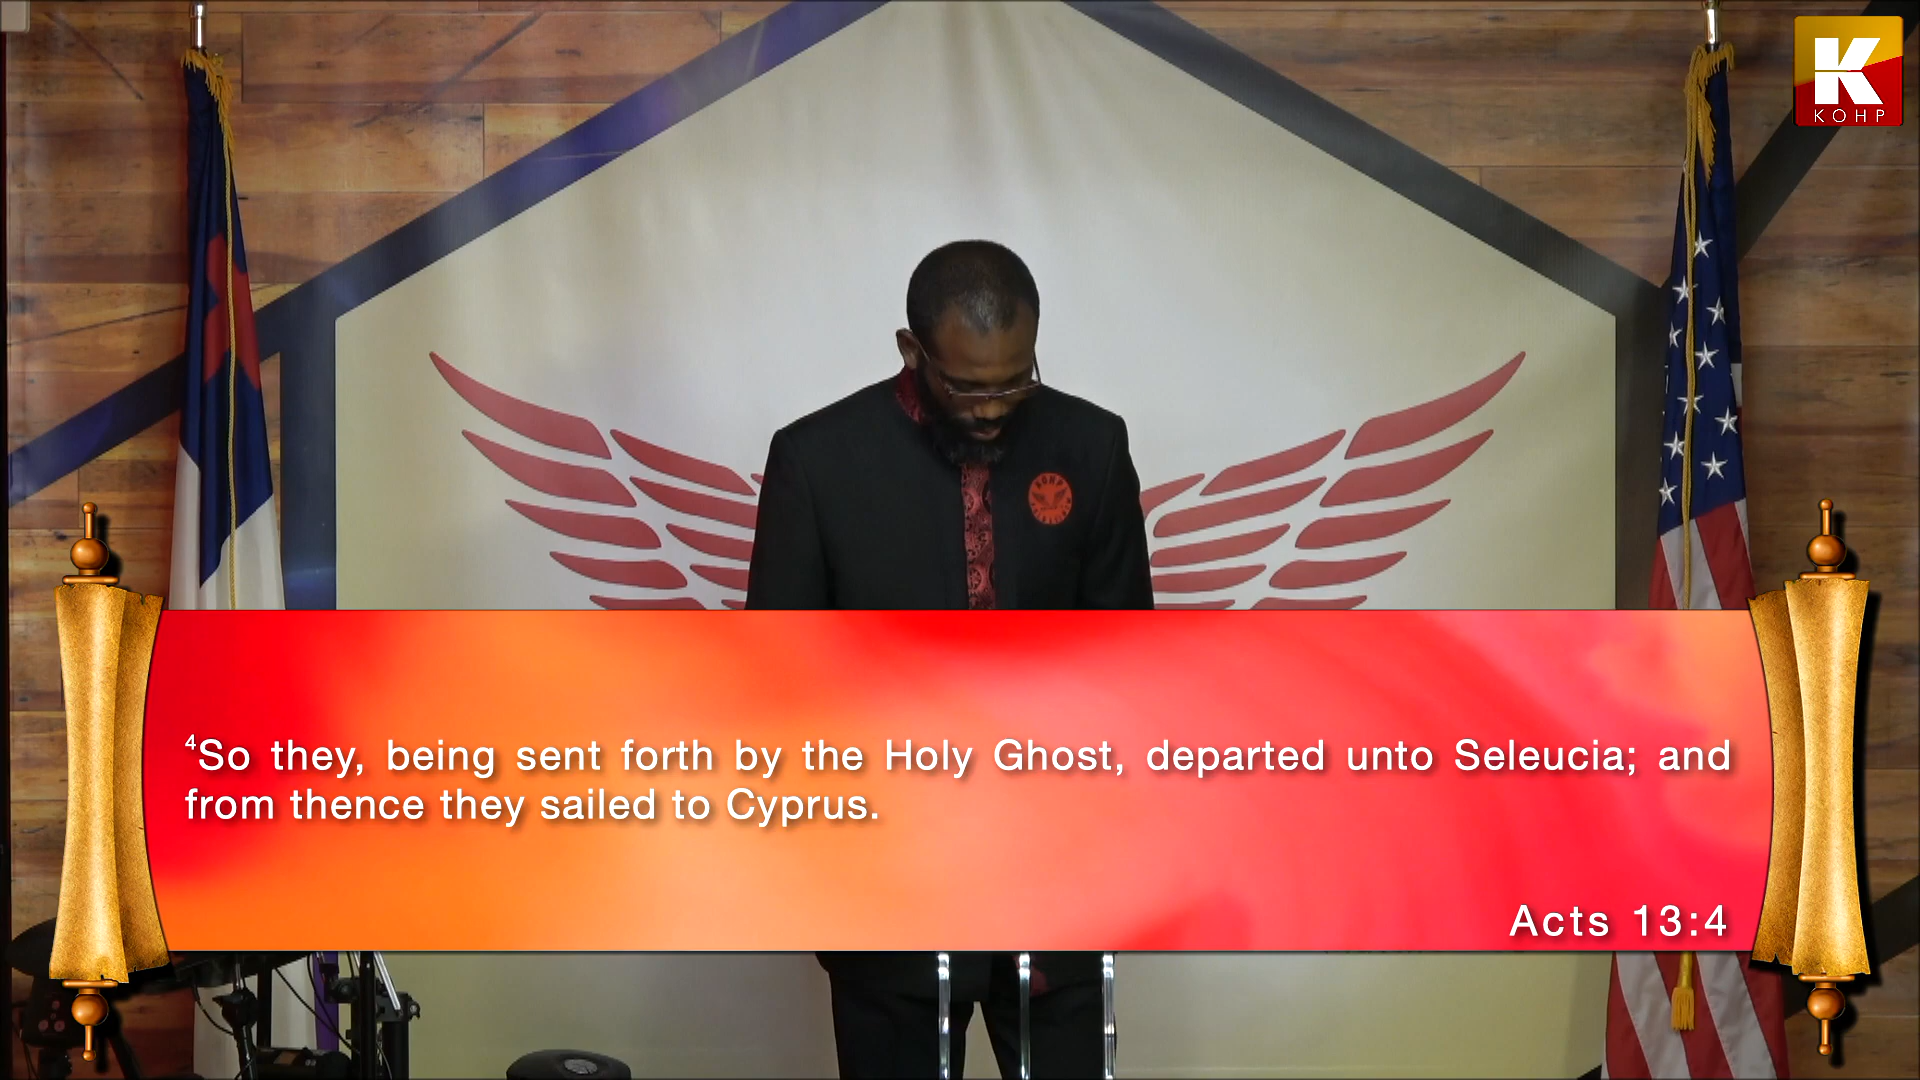 K
KOHP
KOHP
⁴So they, being sent forth by the Holy Ghost, departed unto Seleucia; and
from thence they sailed to Cyprus.
Acts 13:4